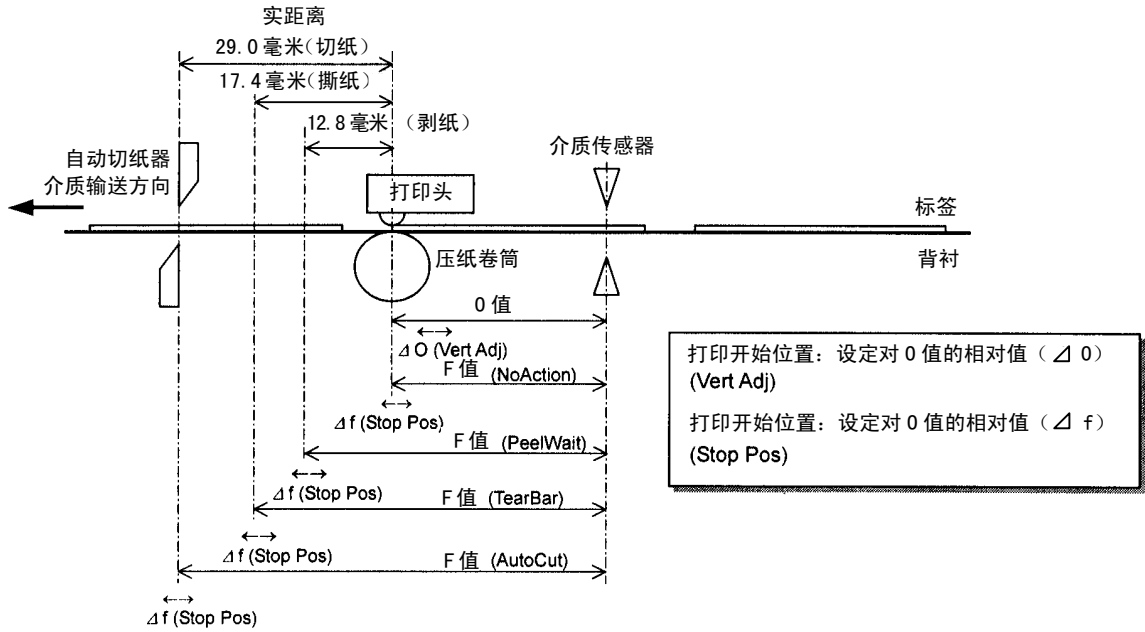 实距离
29.0毫米(切纸)
17.4毫米(撕纸)
12.8毫米 (剥纸)
自动切纸器
介质输送方向
介质传感器
打印头
标签
压纸卷筒
背衬
0值
⊿O (Vert Adj)
F值 (NoAction)
⊿f (Stop Pos)
F值 (PeelWait)
⊿f (Stop Pos)
F值 (TearBar)
⊿f (Stop Pos)
F值 (AutoCut)
⊿f (Stop Pos)
打印开始位置: 设定对0值的相对值(⊿ 0)
(Vert Adj)
打印开始位置: 设定对0值的相对值(⊿ f)
(Stop Pos)